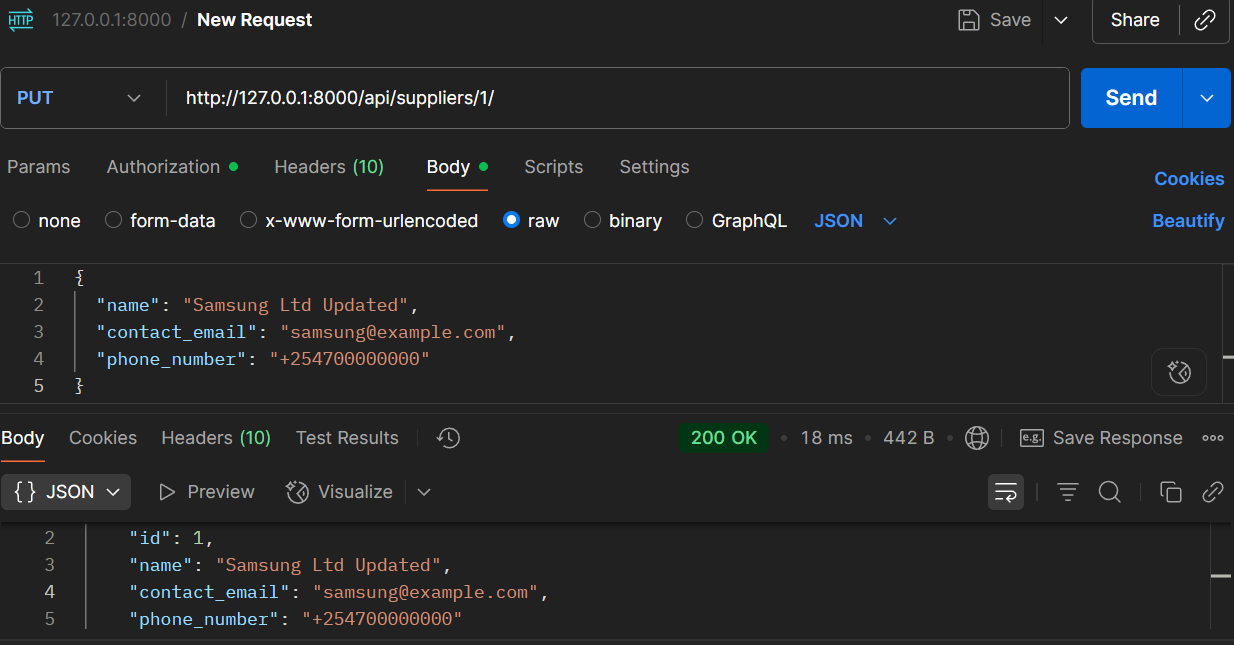 HTTP 127.0.0.1:8000 / New Request Save Share
PUT http://127.0.0.1:8000/api/suppliers/1/ Send
Params Authorization Headers (10) Body Scripts Settings Cookies
none form-data x-www-form-urlencoded raw binary GraphQL JSON Beautify
1 {
2 "name": "Samsung Ltd Updated",
3 "contact_email": "samsung@example.com",
4 "phone_number": "+254700000000"
5 }
Body Cookies Headers (10) Test Results 200 OK • 18 ms • 442 B • e.g. Save Response
{} JSON Preview Visualize
2 "id": 1,
3 "name": "Samsung Ltd Updated",
4 "contact_email": "samsung@example.com",
5 "phone_number": "+254700000000"